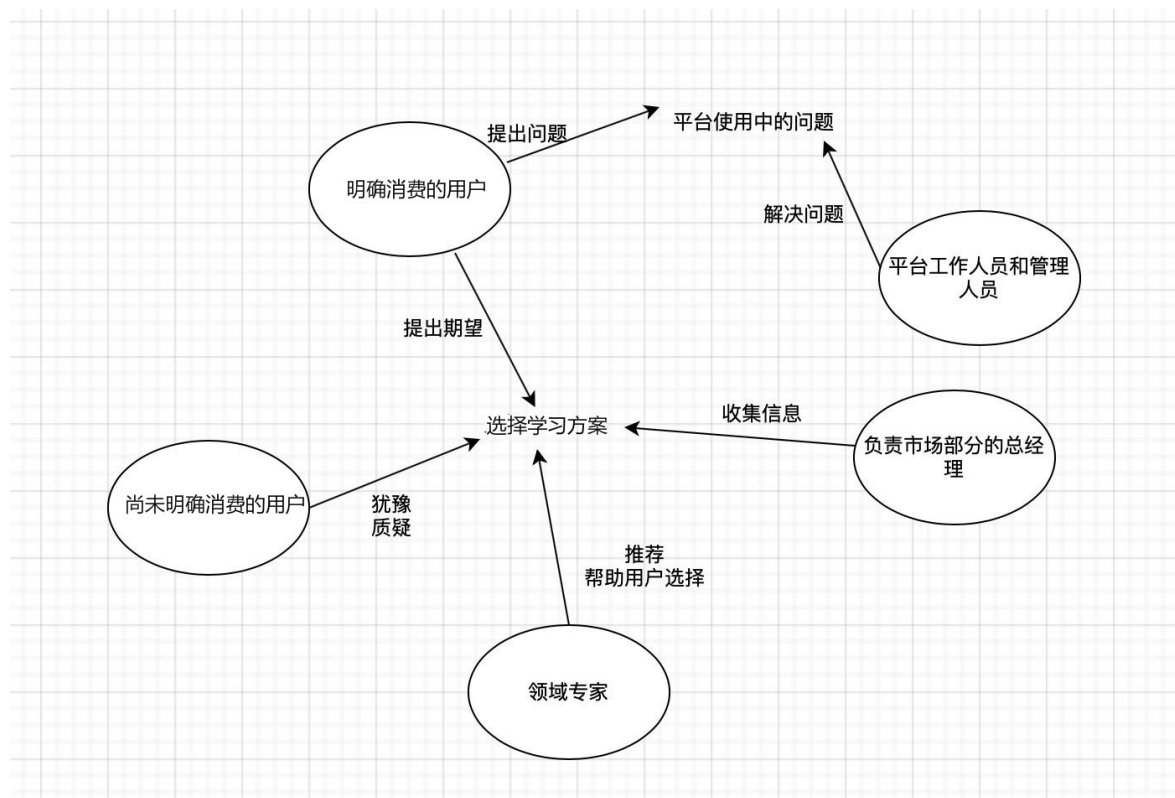 平台使用中的问题
提出问题
明确消费的用户
解决问题
平台工作人员和管理
人员
提出期望
收集信息
选择学习方案
负责市场部分的总经
理
尚未明确消费的用户
犹豫
质疑
推荐
帮助用户选择
领域专家